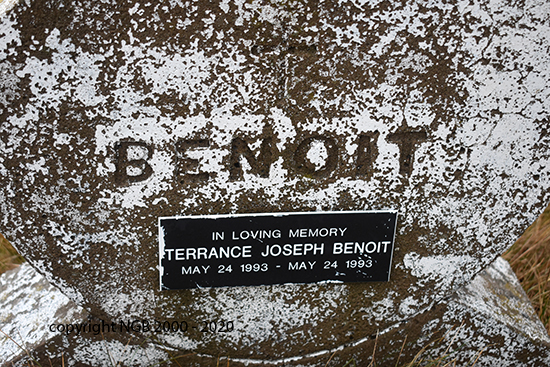 BENOIT
IN LOVING MEMORY
TERRANCE JOSEPH BENOIT
MAY 24 1993 - MAY 24 1993
copyright NGB 2000 - 2020